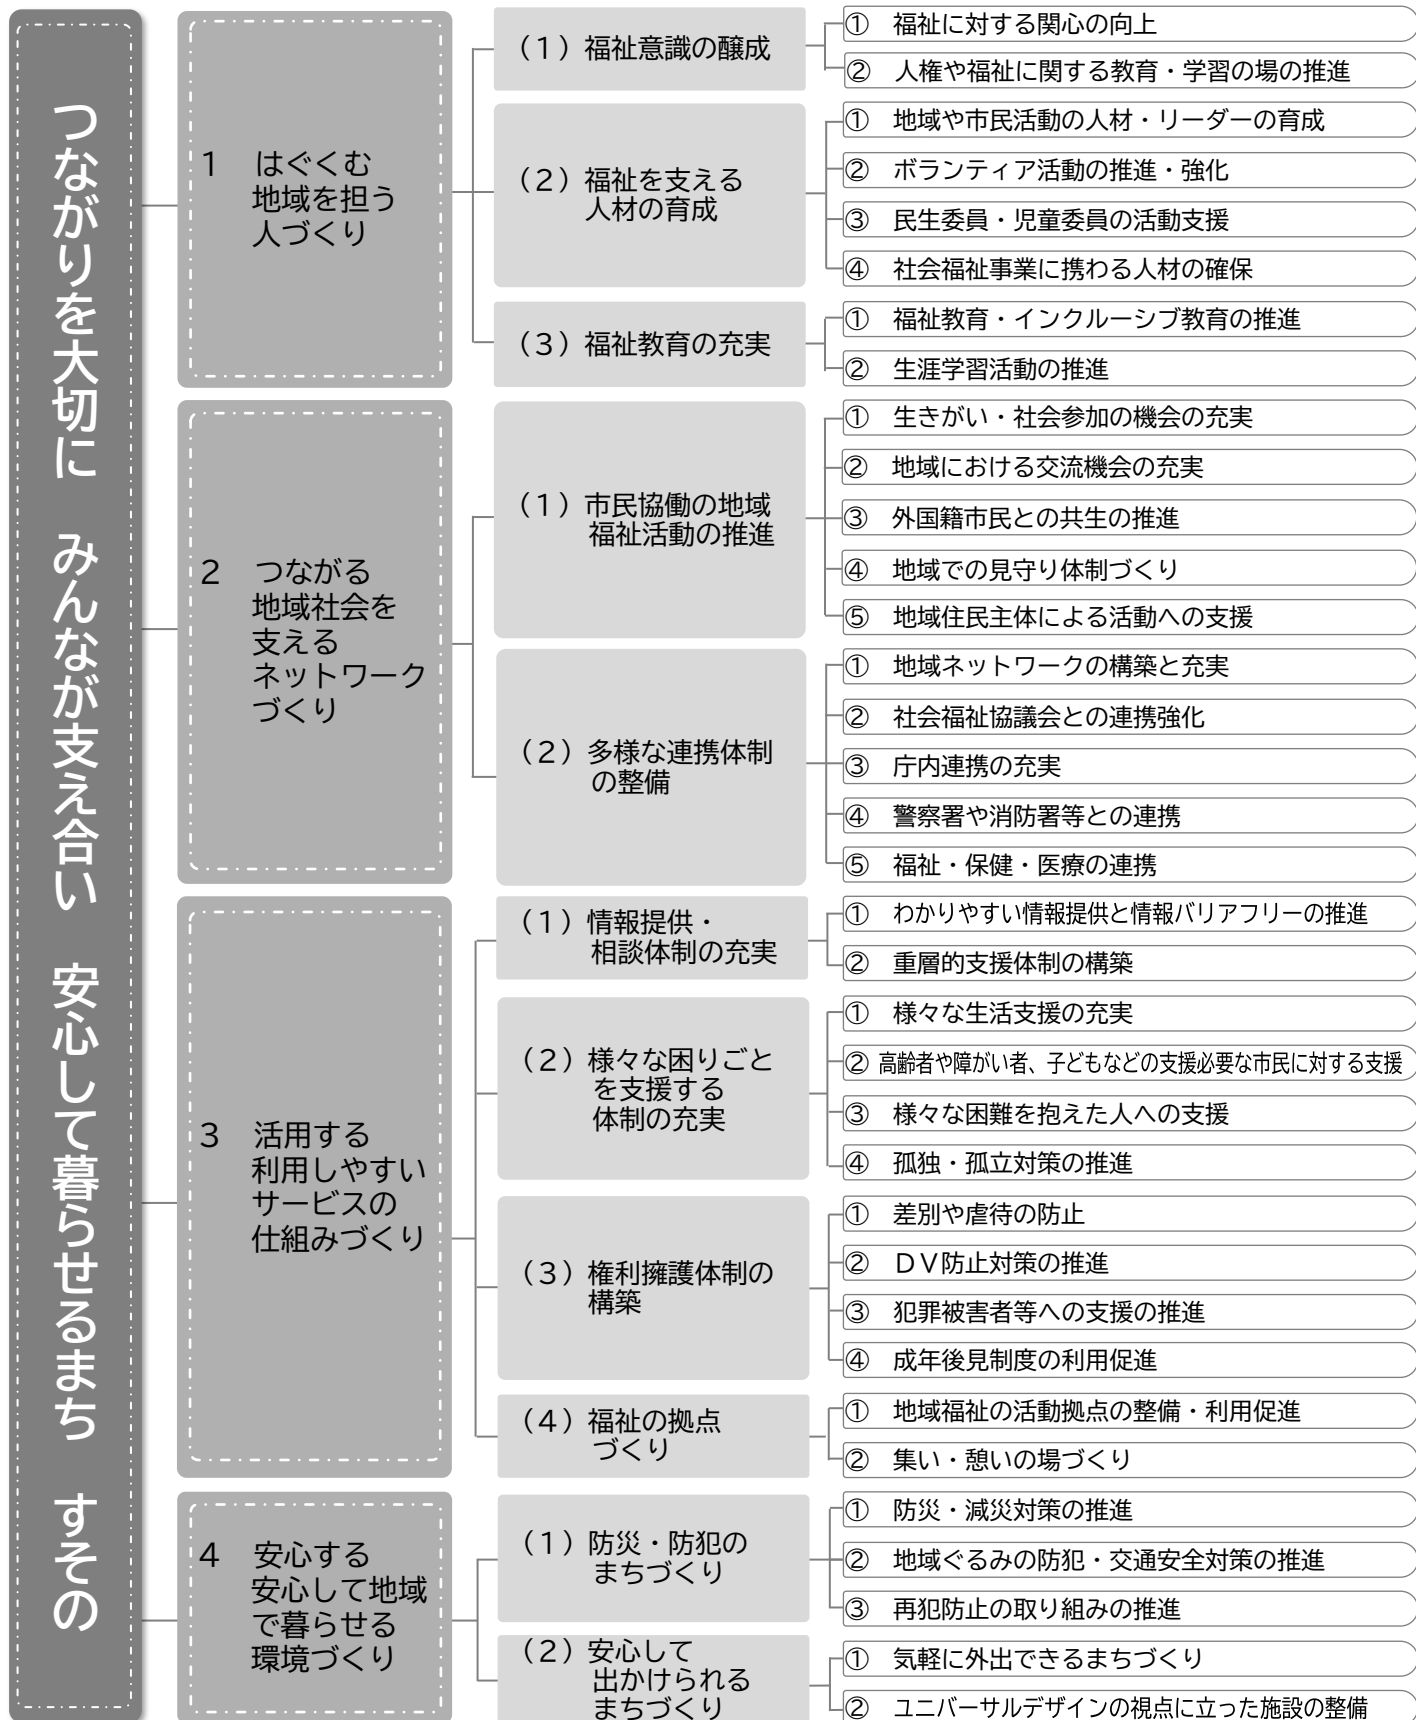 つながりを大切に　みんなが支え合い　安心して暮らせるまち　すその
1　はぐくむ
地域を担う
人づくり
（1）福祉意識の醸成
①　福祉に対する関心の向上
②　人権や福祉に関する教育・学習の場の推進
（2）福祉を支える
人材の育成
①　地域や市民活動の人材・リーダーの育成
②　ボランティア活動の推進・強化
③　民生委員・児童委員の活動支援
④　社会福祉事業に携わる人材の確保
（3）福祉教育の充実
①　福祉教育・インクルーシブ教育の推進
②　生涯学習活動の推進
2　つながる
地域社会を
支える
ネットワーク
づくり
（1）市民協働の地域
福祉活動の推進
①　生きがい・社会参加の機会の充実
②　地域における交流機会の充実
③　外国籍市民との共生の推進
④　地域での見守り体制づくり
⑤　地域住民主体による活動への支援
（2）多様な連携体制
の整備
①　地域ネットワークの構築と充実
②　社会福祉協議会との連携強化
③　庁内連携の充実
④　警察署や消防署等との連携
⑤　福祉・保健・医療の連携
3　活用する
利用しやすい
サービスの
仕組みづくり
（1）情報提供・
相談体制の充実
①　わかりやすい情報提供と情報バリアフリーの推進
②　重層的支援体制の構築
（2）様々な困りごと
を支援する
体制の充実
①　様々な生活支援の充実
② 高齢者や障がい者、子どもなどの支援必要な市民に対する支援
③　様々な困難を抱えた人への支援
④　孤独・孤立対策の推進
（3）権利擁護体制の
構築
①　差別や虐待の防止
②　ＤＶ防止対策の推進
③　犯罪被害者等への支援の推進
④　成年後見制度の利用促進
（4）福祉の拠点
づくり
①　地域福祉の活動拠点の整備・利用促進
②　集い・憩いの場づくり
4　安心する
安心して地域
で暮らせる
環境づくり
（1）防災・防犯の
まちづくり
①　防災・減災対策の推進
②　地域ぐるみの防犯・交通安全対策の推進
③　再犯防止の取り組みの推進
（2）安心して
出かけられる
まちづくり
①　気軽に外出できるまちづくり
②　ユニバーサルデザインの視点に立った施設の整備